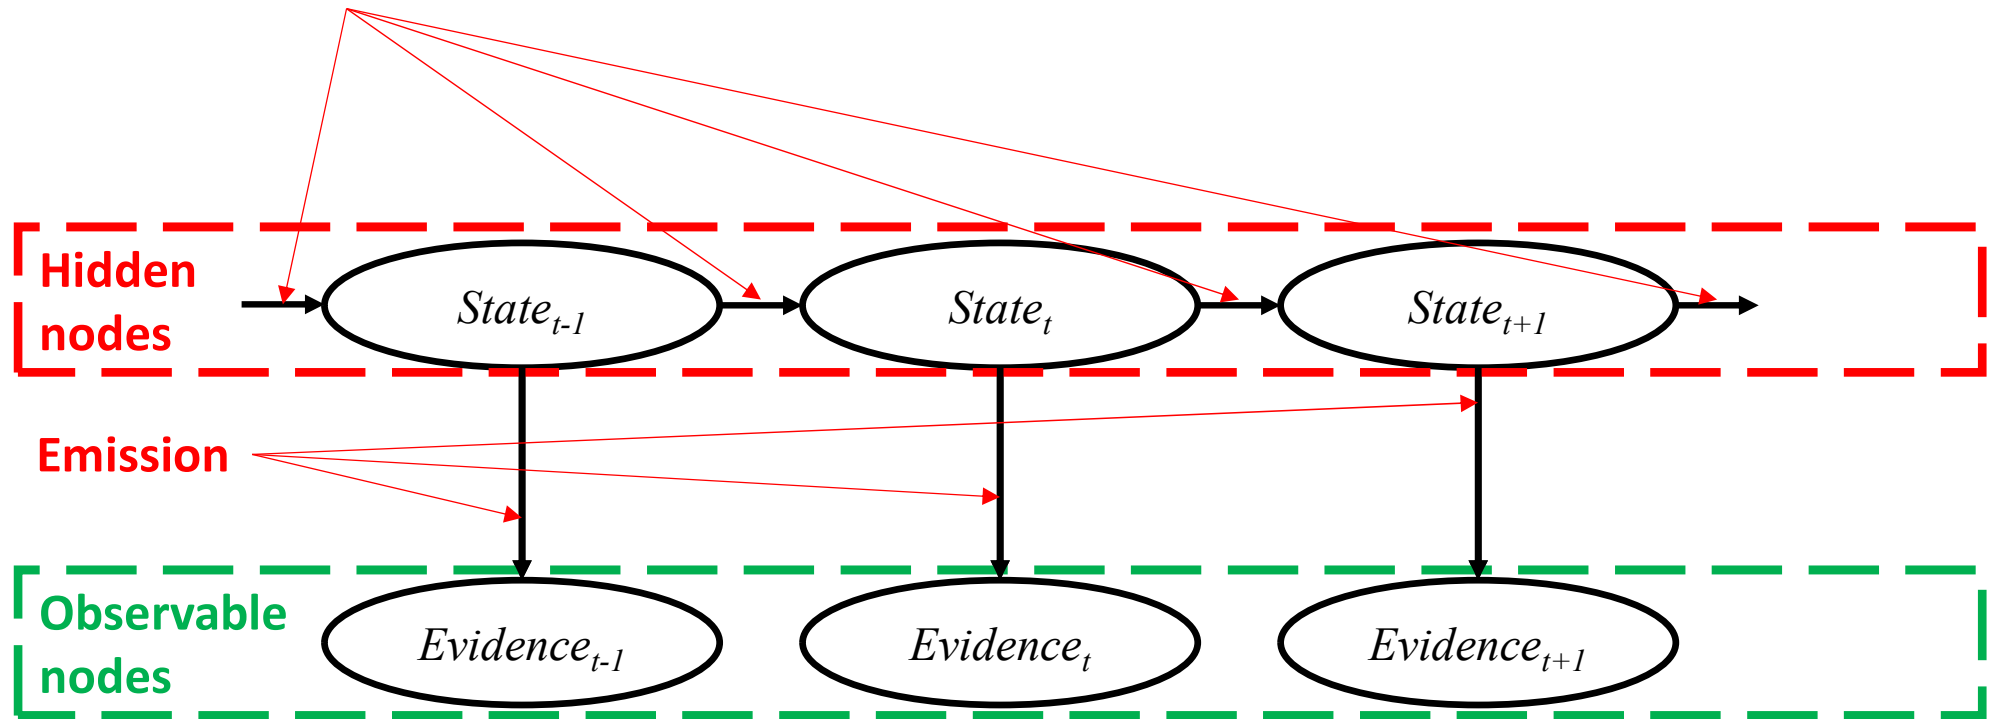 Hidden
nodes
State_{t-1}
State_t
State_{t+1}
Emission
Observable
nodes
Evidence_{t-1}
Evidence_t
Evidence_{t+1}